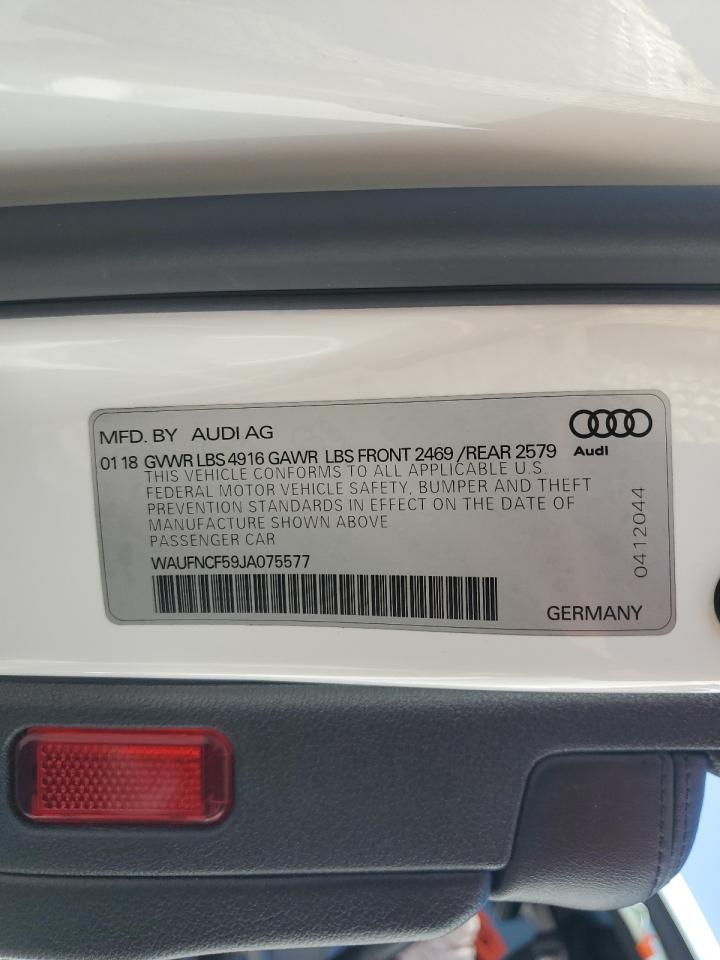 MFD. BY AUDI AG
Audi
01 18 GVWR LBS 4916 GAWR LBS FRONT 2469 /REAR 2579
THIS VEHICLE CONFORMS TO ALL APPLICABLE U.S.
FEDERAL MOTOR VEHICLE SAFETY, BUMPER AND THEFT
PREVENTION STANDARDS IN EFFECT ON THE DATE OF
MANUFACTURE SHOWN ABOVE
PASSENGER CAR
WAUFNCF59JA075577
0412044
GERMANY